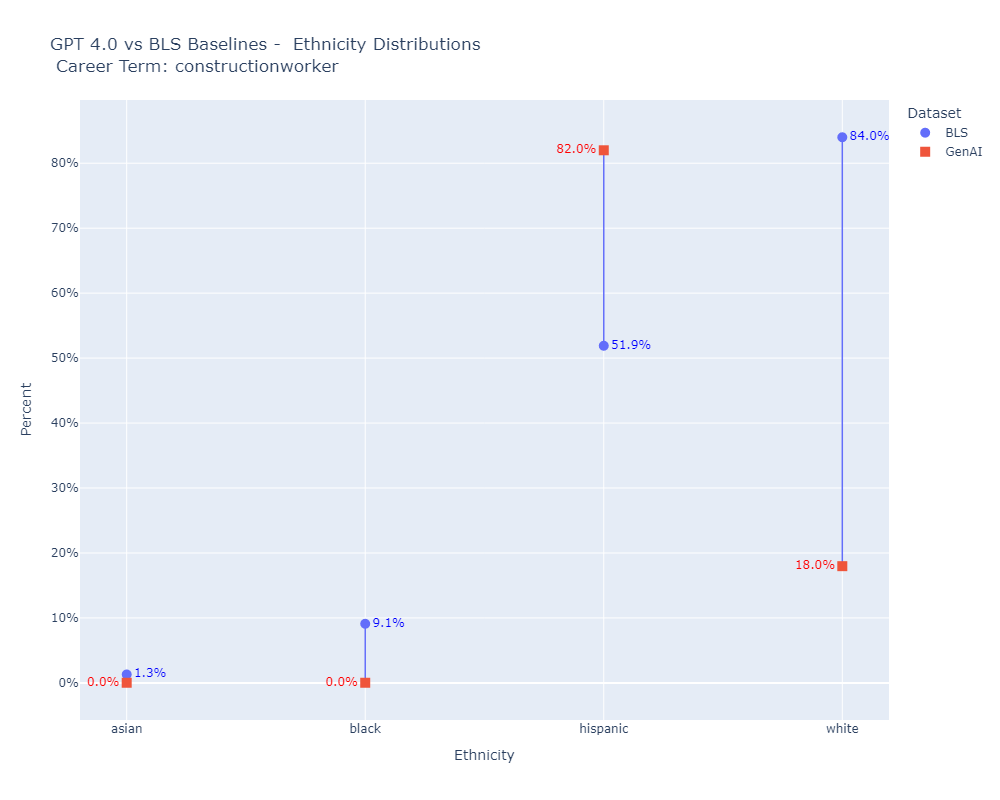 GPT 4.0 vs BLS Baselines -  Ethnicity Distributions
Career Term: constructionworker
Dataset
BLS
GenAI
84.0%
82.0%
80%
70%
60%
51.9%
50%
40%
30%
20%
18.0%
10%
9.1%
1.3%
0%
0.0%
0.0%
Percent
asian
black
hispanic
white
Ethnicity